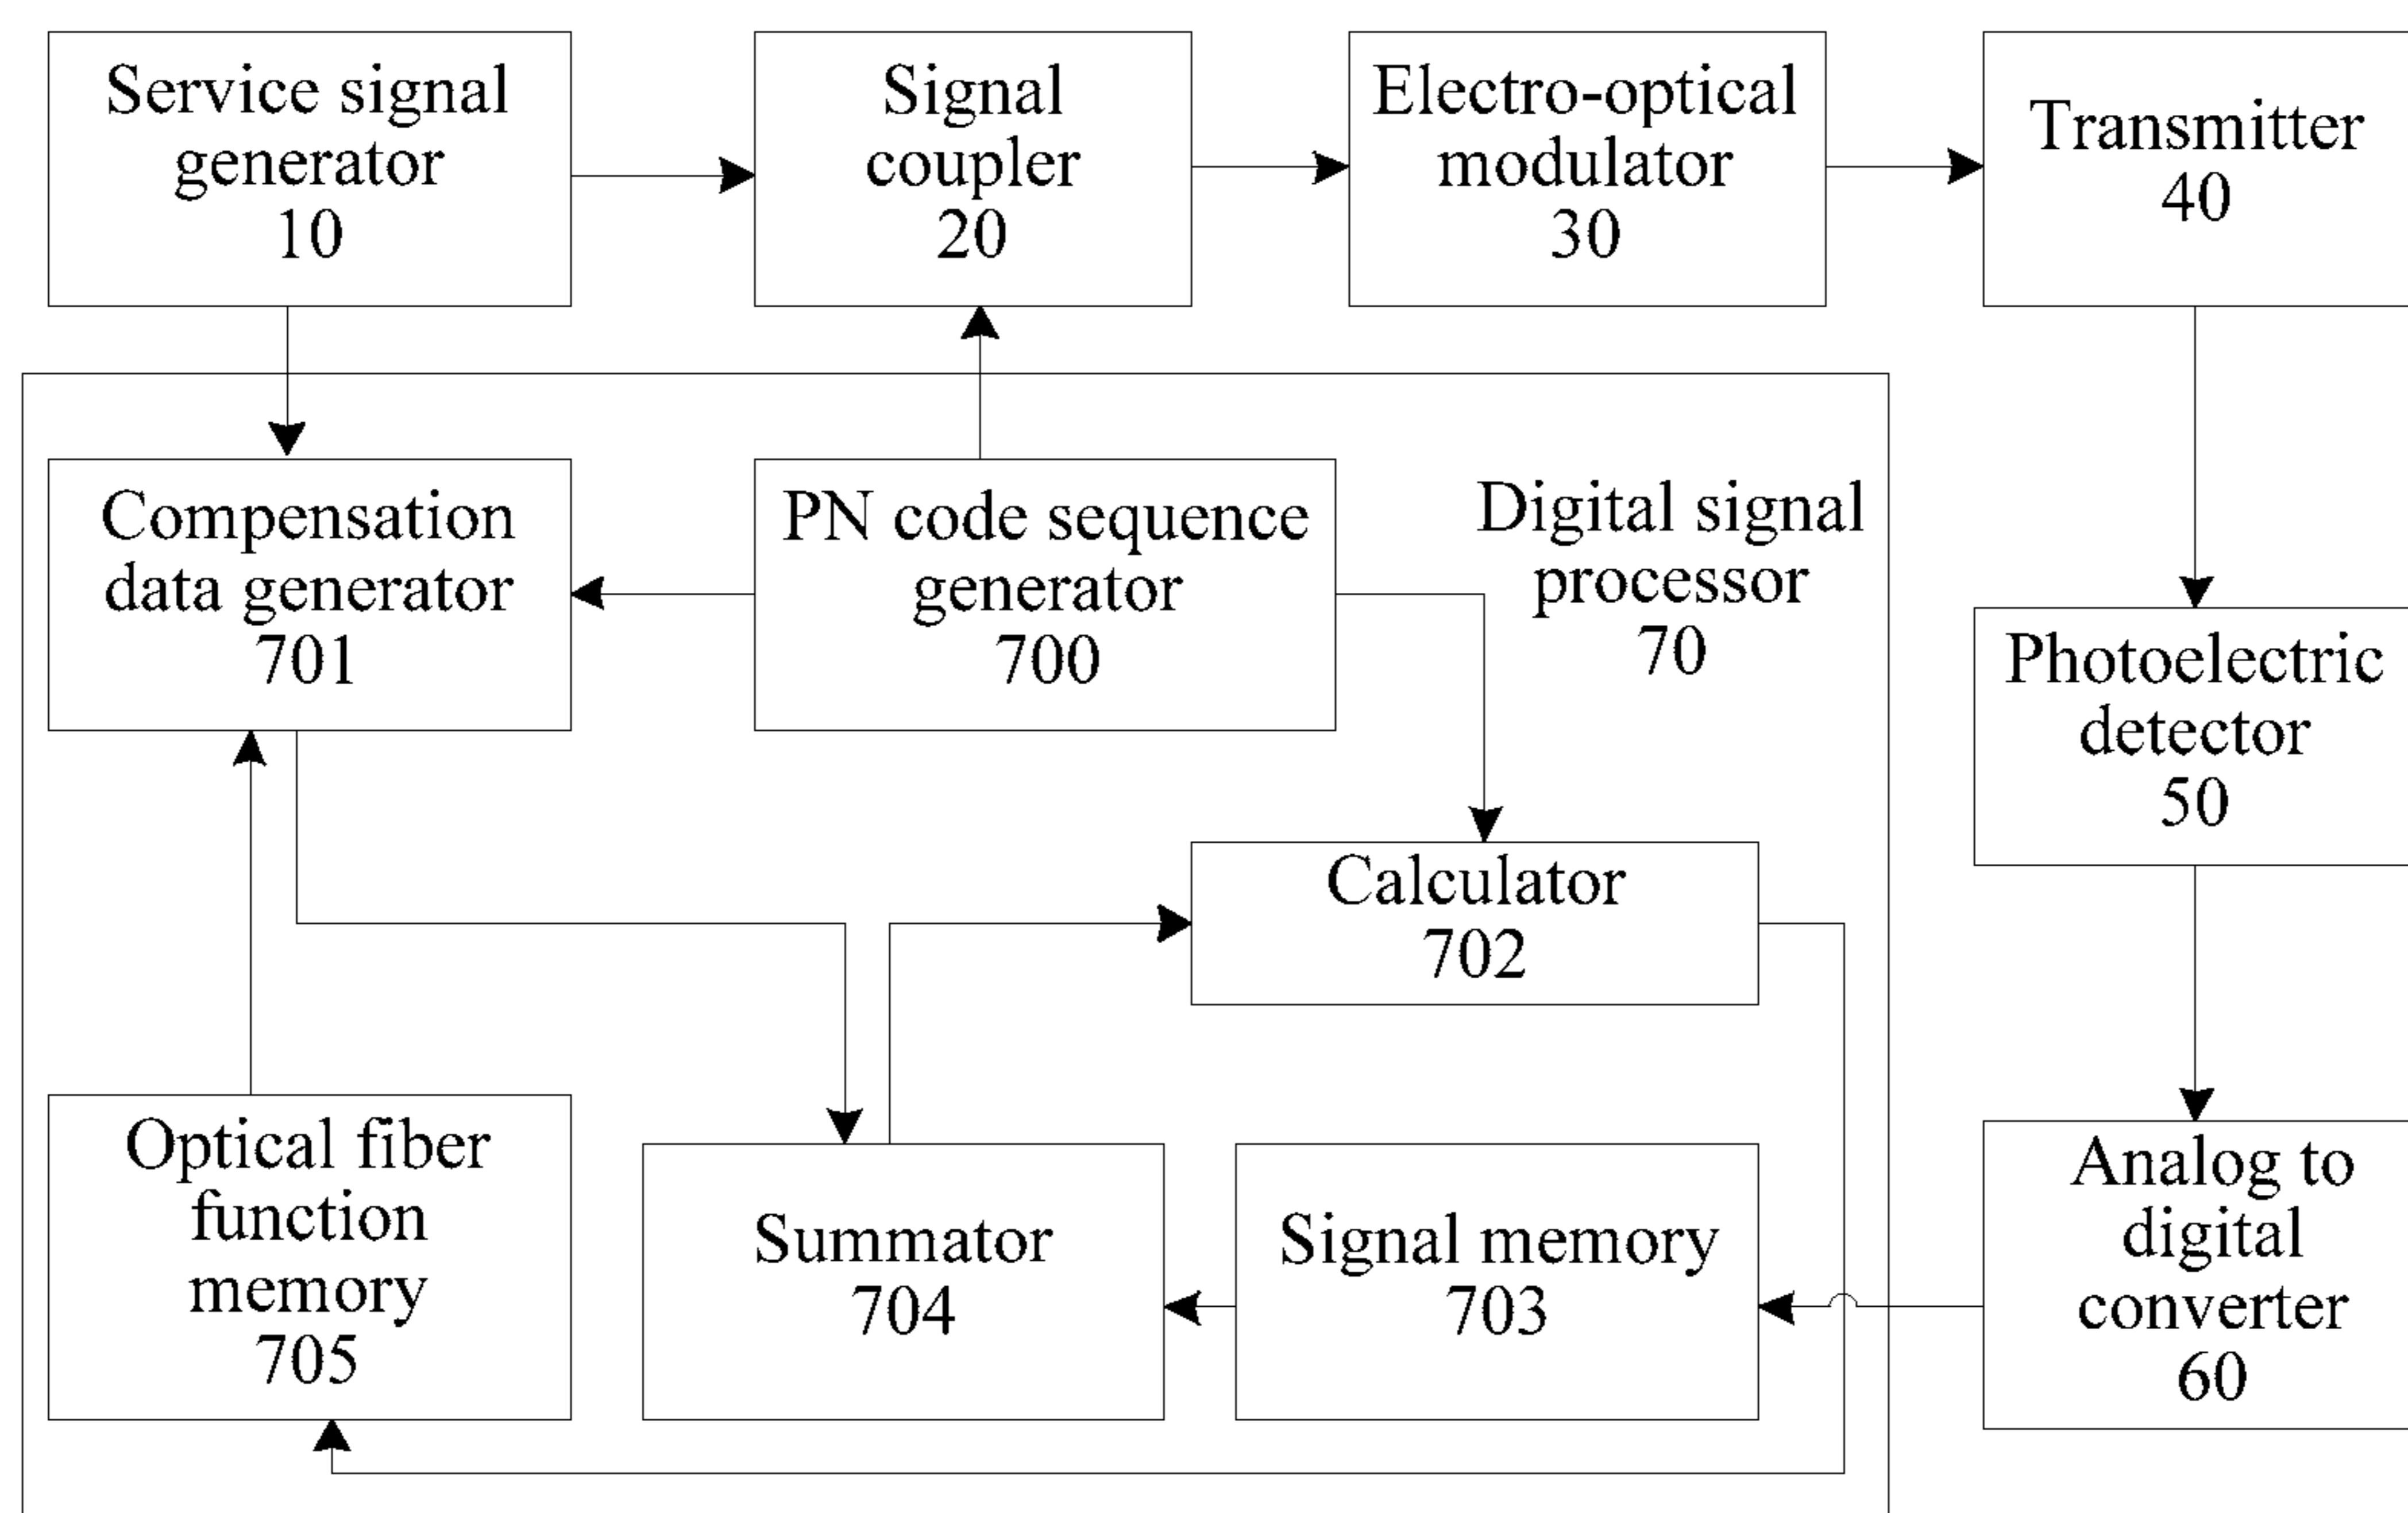 Service signal
generator
10
Signal
coupler
20
Electro-optical
modulator
30
Transmitter
40
Compensation
data generator
701
PN code sequence
generator
700
Digital signal
processor
70
Photoelectric
detector
50
Calculator
702
Optical fiber
function
memory
705
Summator
704
Signal memory
703
Analog to
digital
converter
60